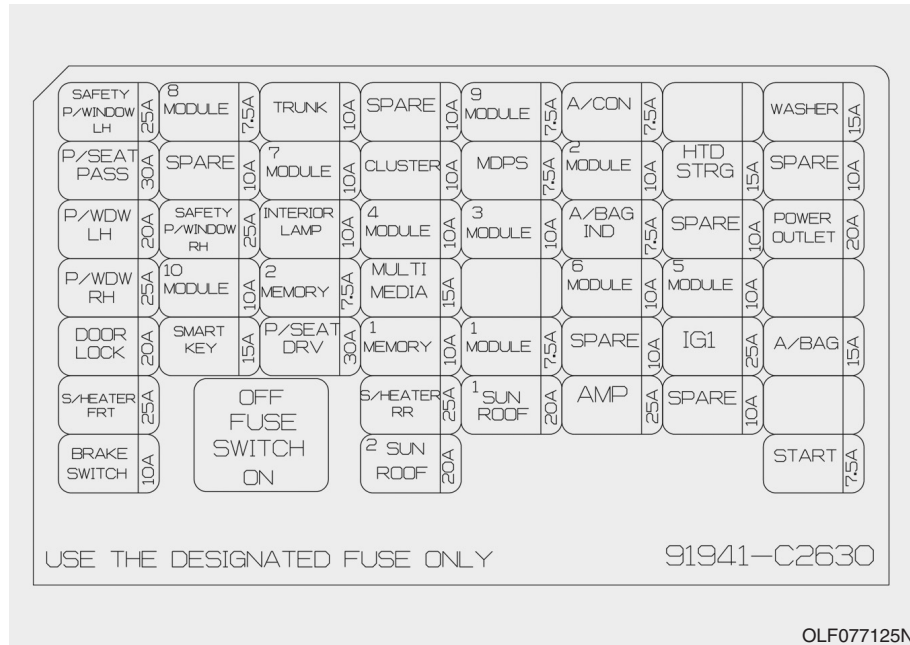 SAFETY P/WINDOW LH 25A
8 MODULE 7.5A
TRUNK 10A
SPARE 10A
9 MODULE 7.5A
A/CON 7.5A
WASHER 15A
P/SEAT PASS 30A
SPARE 10A
7 MODULE 10A
CLUSTER 10A
MDPS 7.5A
2 MODULE 10A
HTD STRG 15A
SPARE 10A
P/WDW LH 20A
SAFETY P/WINDOW RH 25A
INTERIOR LAMP 10A
4 MODULE 10A
3 MODULE 10A
A/BAG IND 7.5A
SPARE 10A
POWER OUTLET 20A
P/WDW RH 25A
10 MODULE 10A
2 MEMORY 7.5A
MULTI MEDIA 15A
6 MODULE 10A
5 MODULE 10A
DOOR LOCK 20A
SMART KEY 15A
P/SEAT DRV 30A
1 MEMORY 10A
1 MODULE 7.5A
SPARE 10A
IG1 25A
A/BAG 15A
S/HEATER FRT 25A
OFF
FUSE
SWITCH
ON
S/HEATER RR 25A
1 SUN ROOF 20A
AMP 25A
SPARE 10A
BRAKE SWITCH 10A
2 SUN ROOF 20A
START 7.5A
USE THE DESIGNATED FUSE ONLY
91941-C2630
OLF077125N